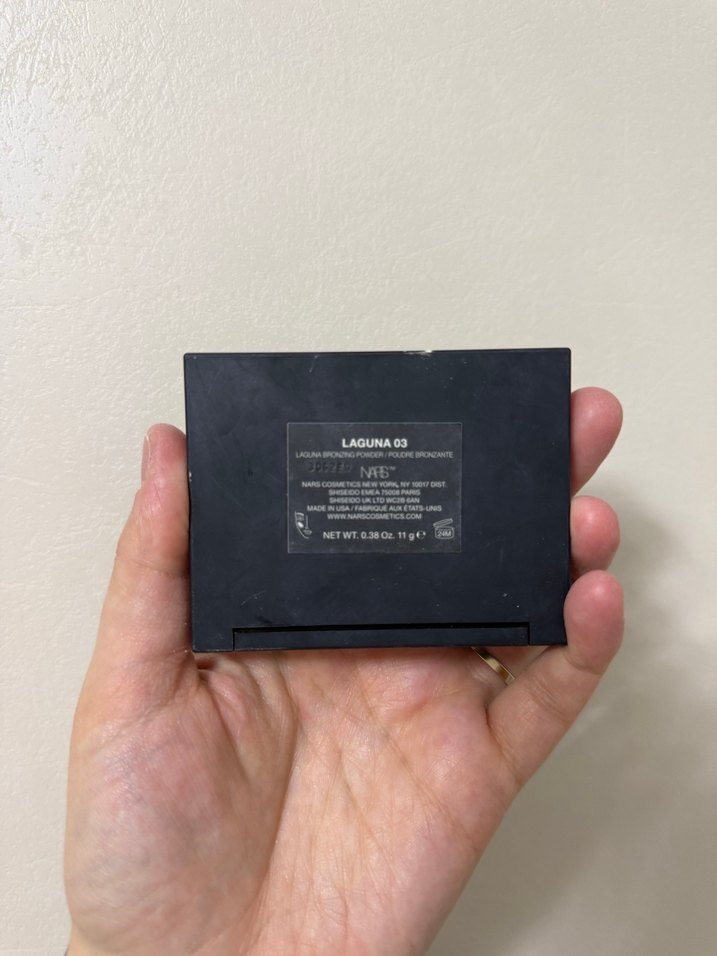 LAGUNA 03
LAGUNA BRONZING POWDER / POUDRE BRONZANTE
NARS™
NARS COSMETICS NEW YORK, NY 10017 DIST.
SHISEIDO EMEA 75008 PARIS
SHISEIDO UK LTD WC2B 6AN
MADE IN USA / FABRIQUÉ AUX ÉTATS-UNIS
WWW.NARSCOSMETICS.COM
NET WT. 0.38 Oz. 11 g ℮
24M